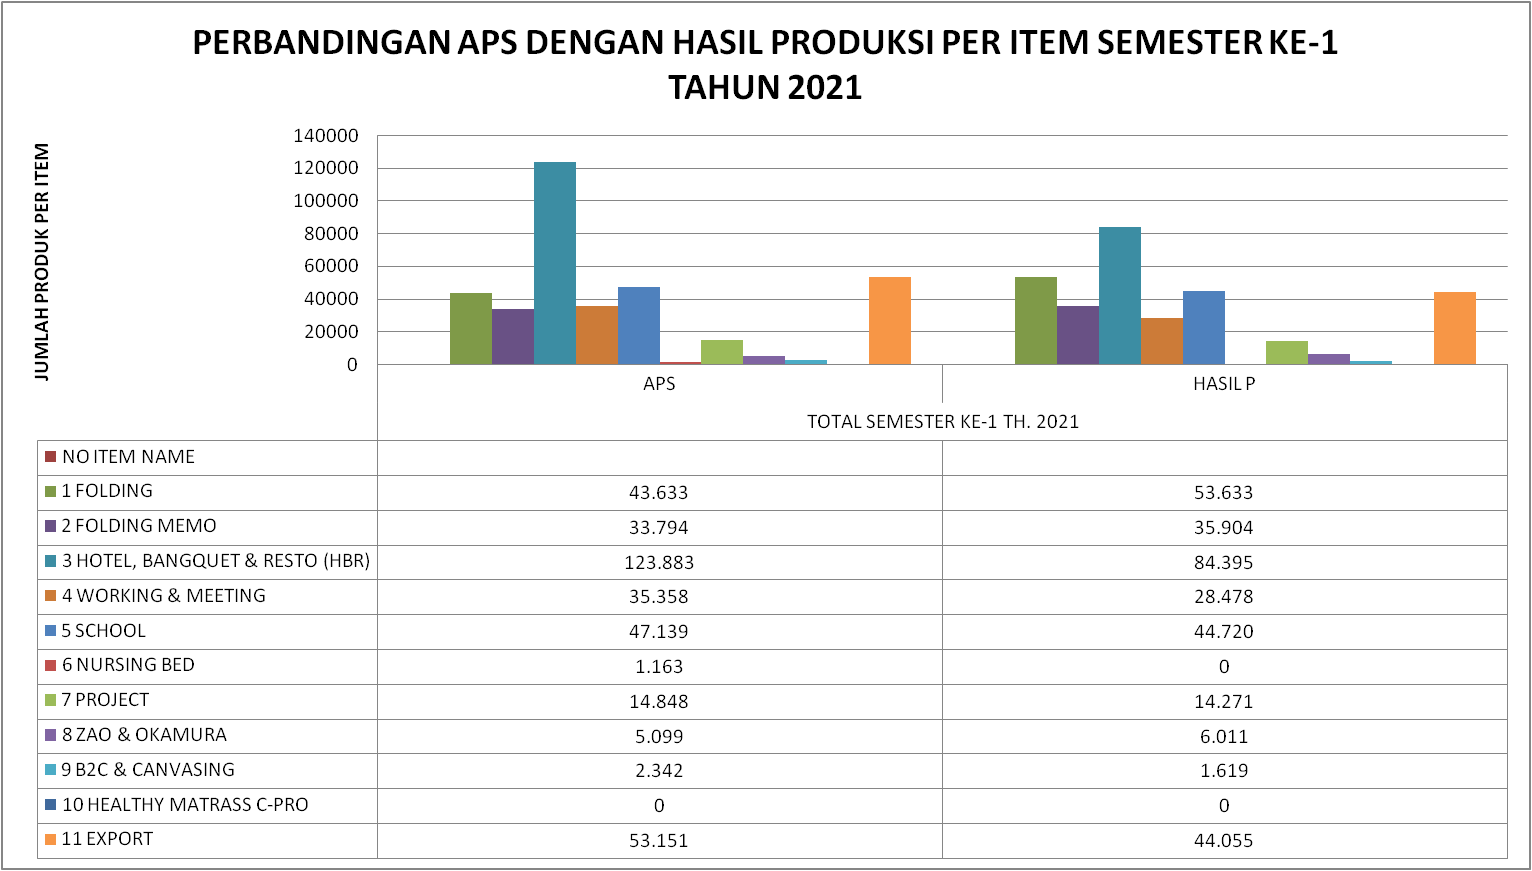 PERBANDINGAN APS DENGAN HASIL PRODUKSI PER ITEM SEMESTER KE-1
TAHUN 2021
JUMLAH PRODUK PER ITEM
140000
120000
100000
80000
60000
40000
20000
0
APS HASIL P
TOTAL SEMESTER KE-1 TH. 2021
NO ITEM NAME
1 FOLDING 43.633 53.633
2 FOLDING MEMO 33.794 35.904
3 HOTEL, BANGQUET & RESTO (HBR) 123.883 84.395
4 WORKING & MEETING 35.358 28.478
5 SCHOOL 47.139 44.720
6 NURSING BED 1.163 0
7 PROJECT 14.848 14.271
8 ZAO & OKAMURA 5.099 6.011
9 B2C & CANVASING 2.342 1.619
10 HEALTHY MATRASS C-PRO 0 0
11 EXPORT 53.151 44.055